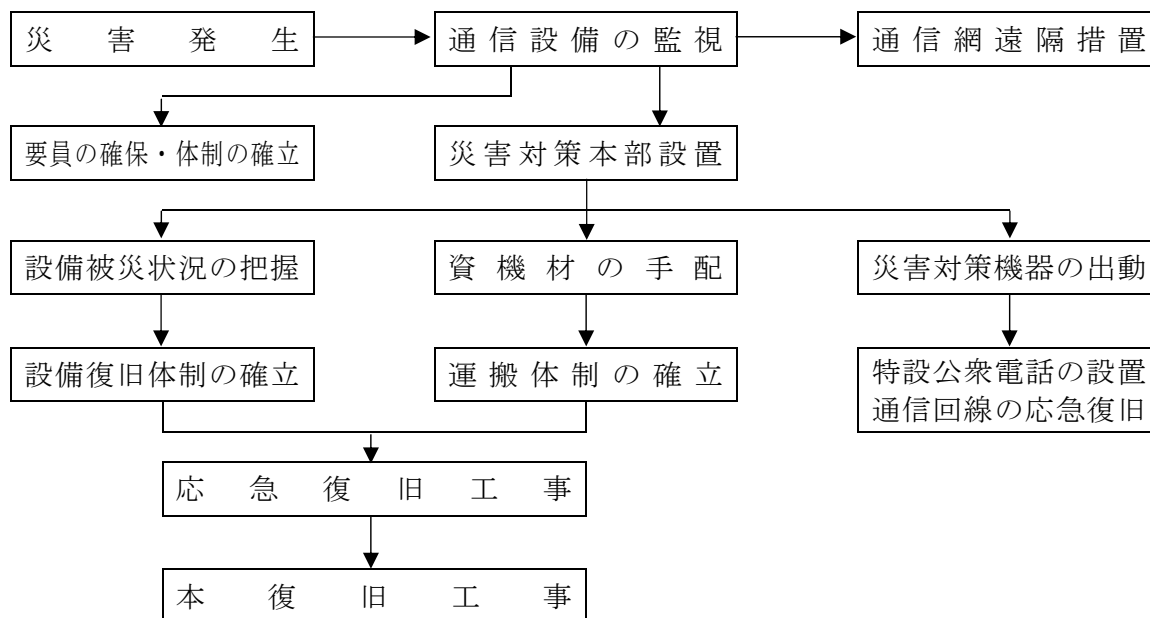 災害発生
通信設備の監視
通信網遠隔措置
要員の確保・体制の確立
災害対策本部設置
設備被災状況の把握
資機材の手配
災害対策機器の出動
設備復旧体制の確立
運搬体制の確立
特設公衆電話の設置
通信回線の応急復旧
応急復旧工事
本復旧工事